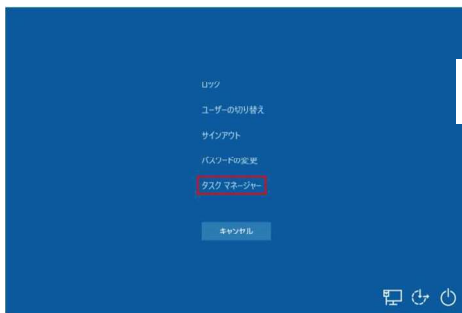 ロック
ユーザーの切り替え
サインアウト
パスワードの変更
タスク マネージャー
キャンセル